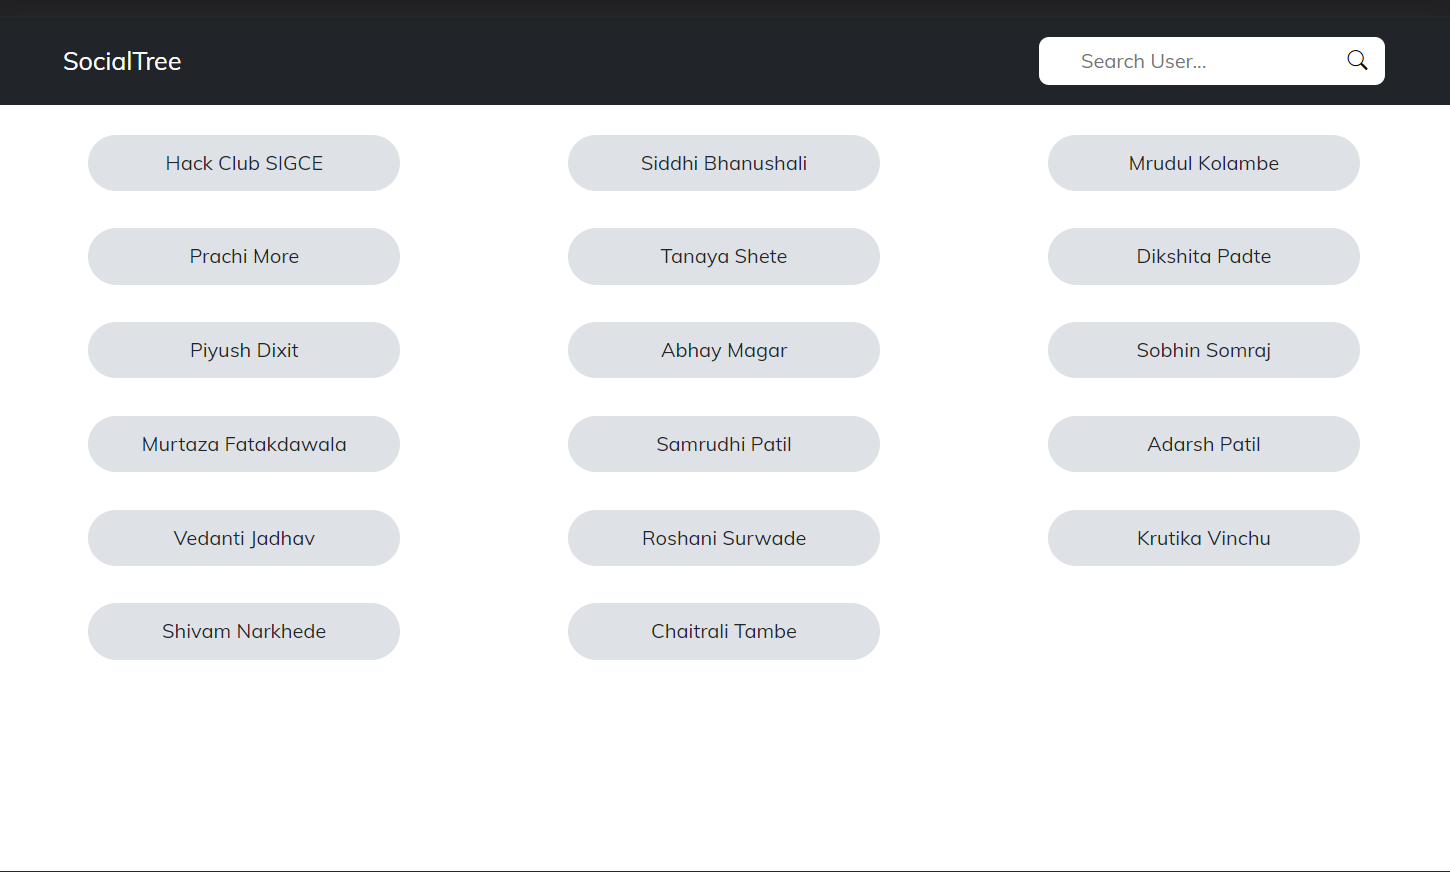 SocialTree
Search User...
Hack Club SIGCE
Siddhi Bhanushali
Mrudul Kolambe
Prachi More
Tanaya Shete
Dikshita Padte
Piyush Dixit
Abhay Magar
Sobhin Somraj
Murtaza Fatakdawala
Samrudhi Patil
Adarsh Patil
Vedanti Jadhav
Roshani Surwade
Krutika Vinchu
Shivam Narkhede
Chaitrali Tambe